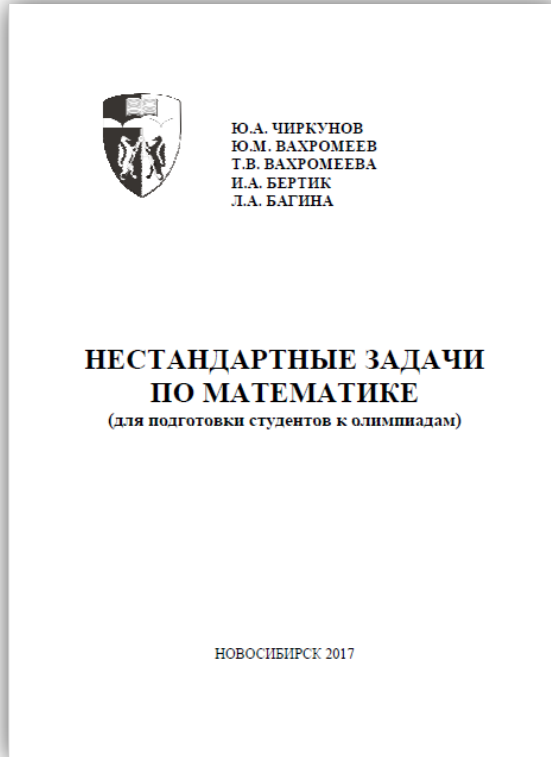 Ю.А. ЧИРКУНОВ
Ю.М. ВАХРОМЕЕВ
Т.В. ВАХРОМЕЕВА
И.А. БЕРТИК
Л.А. БАГИНА
НЕСТАНДАРТНЫЕ ЗАДАЧИ
ПО МАТЕМАТИКЕ
(для подготовки студентов к олимпиадам)
НОВОСИБИРСК 2017